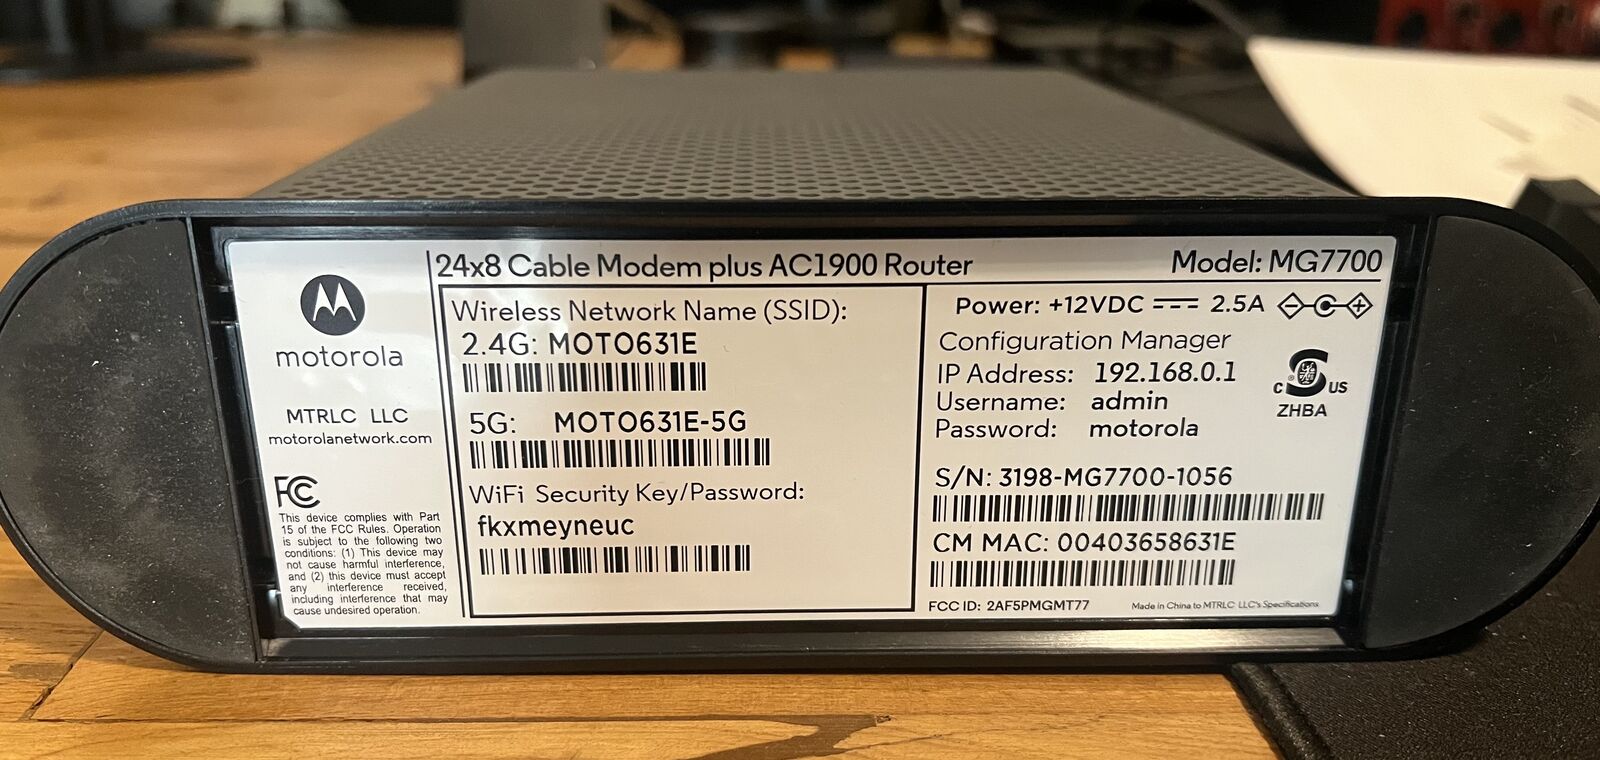 24x8 Cable Modem plus AC1900 Router
Model: MG7700
motorola
MTRLC LLC
motorolanetwork.com
FC
This device complies with Part
15 of the FCC Rules. Operation
is subject to the following two
conditions: (1) This device may
not cause harmful interference,
and (2) this device must accept
any interference received,
including interference that may
cause undesired operation.
Wireless Network Name (SSID):
2.4G: MOTO631E
5G: MOTO631E-5G
WiFi Security Key/Password:
fkxmeyneuc
Power: +12VDC 2.5A
Configuration Manager
IP Address: 192.168.0.1
Username: admin
Password: motorola
C US
ZHBA
S/N: 3198-MG7700-1056
CM MAC: 00403658631E
FCC ID: 2AF5PMGMT77
Made in China to MTRLC LLC's Specifications